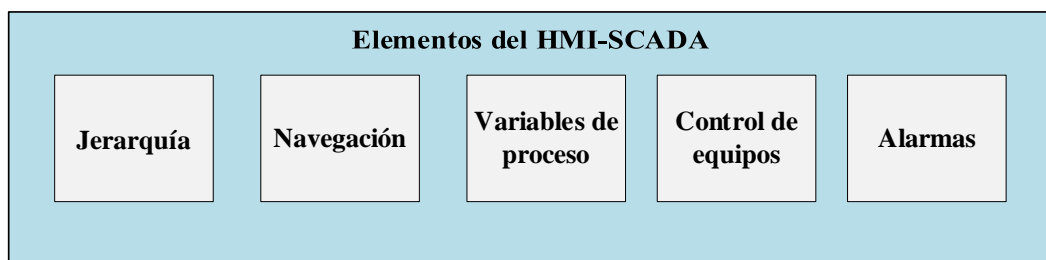 Elementos del HMI-SCADA
Jerarquía
Navegación
Variables de
proceso
Control de
equipos
Alarmas